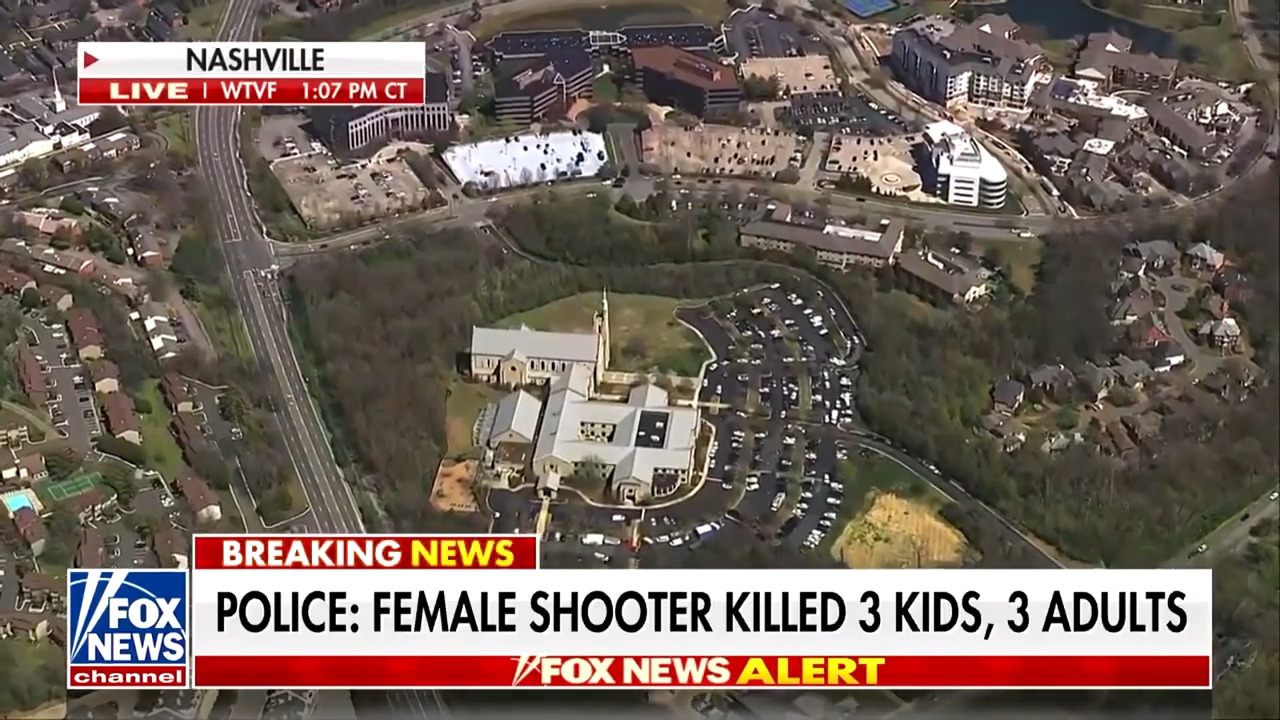 NASHVILLE
LIVE | WTVF 1:07 PM CT
BREAKING NEWS
FOX
NEWS
channel
POLICE: FEMALE SHOOTER KILLED 3 KIDS, 3 ADULTS
FOX NEWS ALERT